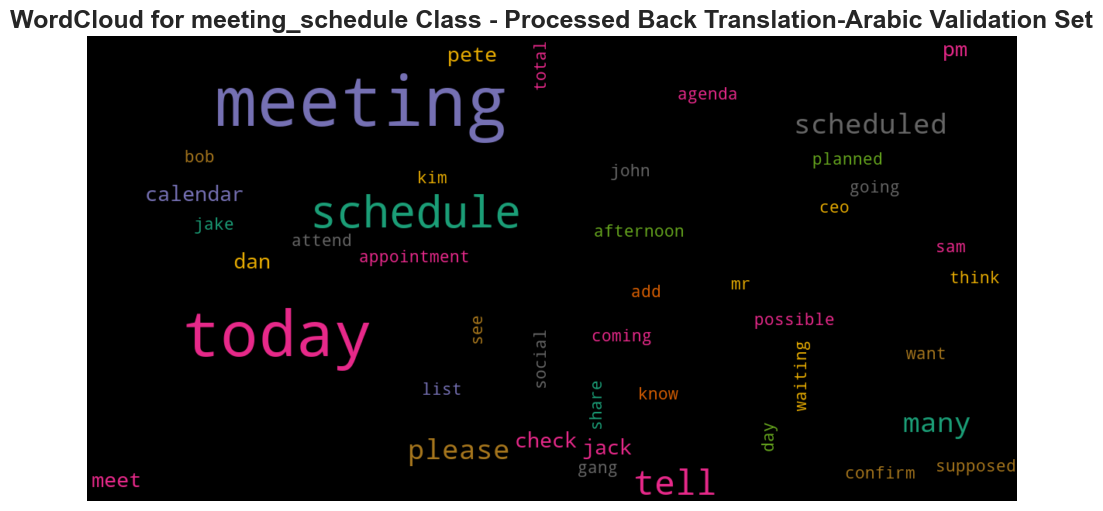 WordCloud for meeting_schedule Class - Processed Back Translation-Arabic Validation Set
pete
total
pm
meeting
agenda
scheduled
bob
planned
kim
john
calendar
going
schedule
ceo
jake
attend
afternoon
sam
dan
appointment
think
mr
add
today
possible
see
coming
social
want
waiting
list
know
share
many
day
check
please
jack
gang
supposed
confirm
meet
tell